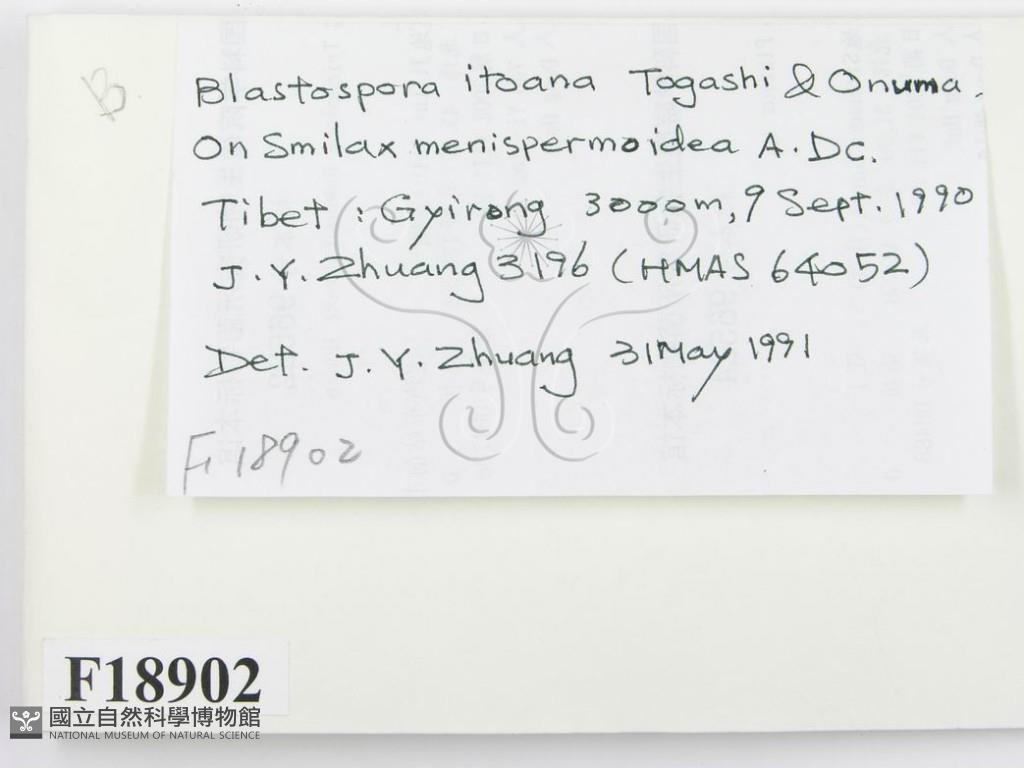 B
Blastospora itoana Togashi & Onuma.
On Smilax menispermoidea A. Dc.
Tibet : Gyirong 3000m, 9 Sept. 1990
J. Y. Zhuang 3196 (HMAS 64052)
Det. J. Y. Zhuang 31 May 1991
F18902
F18902
國立自然科學博物館
NATIONAL MUSEUM OF NATURAL SCIENCE